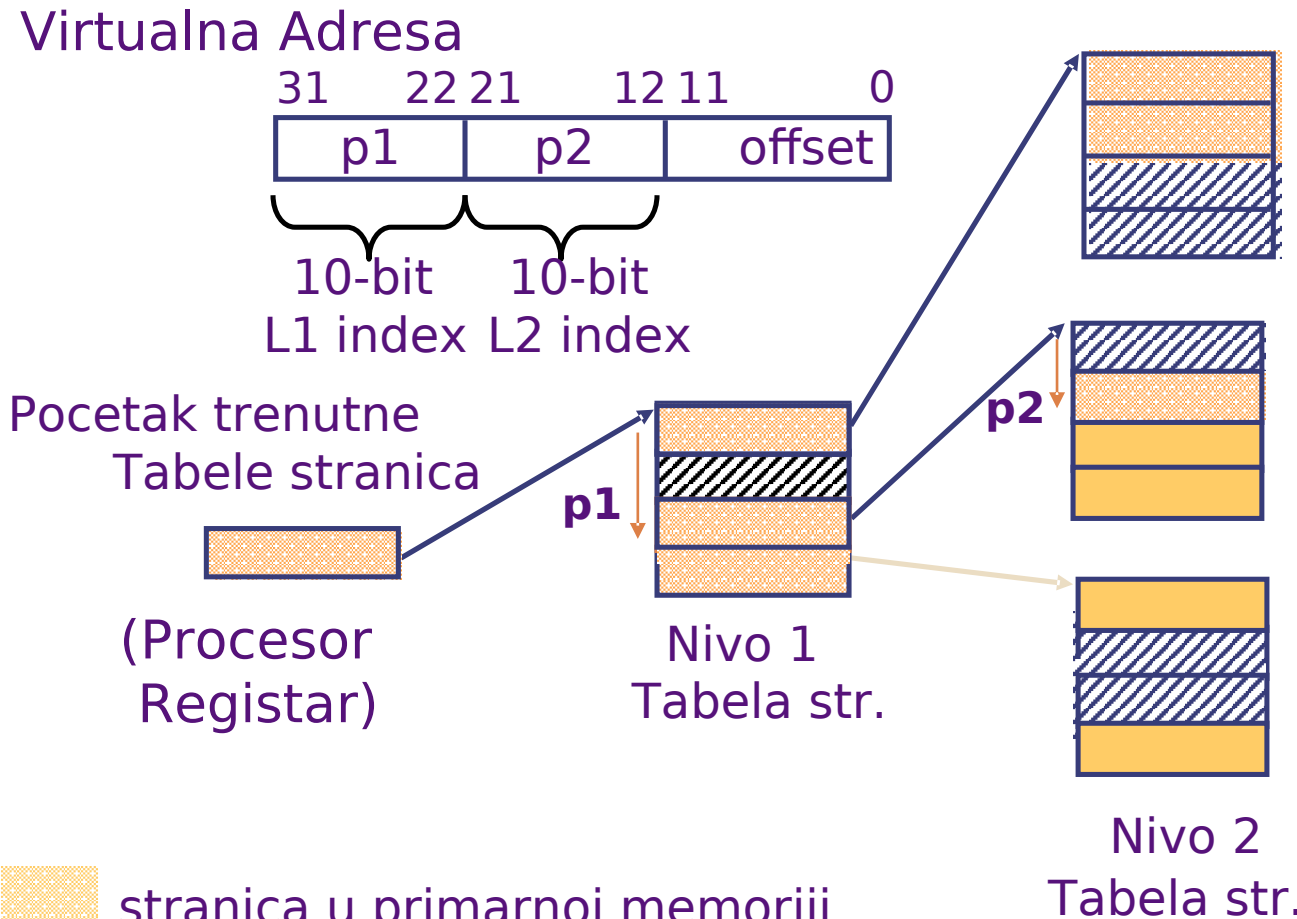 Virtualna Adresa
31 22 21 12 11 0
p1 p2 offset
10-bit 10-bit
L1 index L2 index
Pocetak trenutne
Tabele stranica
p1
p2
(Procesor
Registar)
Nivo 1
Tabela str.
Nivo 2
Tabela str.
stranica u primarnoj memoriji